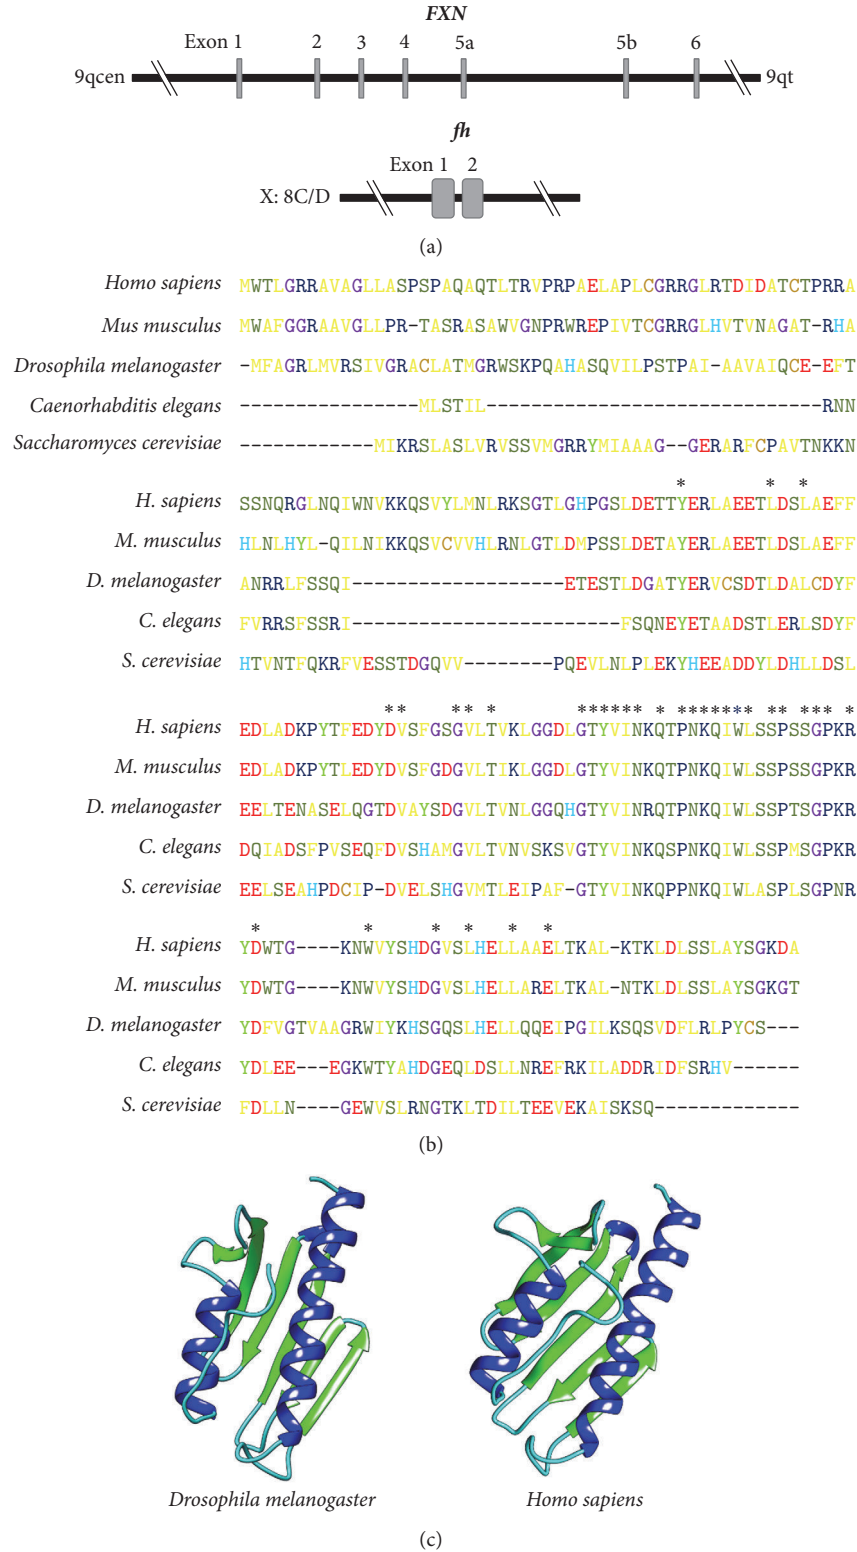 FXN
Exon 1 2 3 4 5a 5b 6
9qcen 9qt
fh
Exon 1 2
X: 8C/D
(a)
Homo sapiens MWTLGRRAVAGLLASPSPAQAQTLTRVPRPAELAPLCGRRGLRTDIDATCTPRRA
Mus musculus MWAFGGRAAVGLLPR-TASRASAWVGNPRWREPIVTCGRRGLHVTVNAGAT-RHA
Drosophila melanogaster -MFAGRLMVRSIVGRACLATMGRWSKPQAHASQVILPSTPAI-AAVAIQCE-EFT
Caenorhabditis elegans ----------------MLSTIL------------------------------RNN
Saccharomyces cerevisiae ------------MIKRSLASLVRVSSVMGRRYMIAAAG--GERARFCPAVTNKKN
* * *
H. sapiens SSNQRGLNQIWNVKKQSVYLMNLRKSGTLGHPGSLDETTYERLAEETLDSLAEFF
M. musculus HLNLHYL-QILNIKKQSVCVVHLRNLGTLDMPSSLDETAYERLAEETLDSLAEFF
D. melanogaster ANRRLFSSQI-------------------ETESTLDGATYERVCSDTLDALCDYF
C. elegans FVRRSFSSRI------------------------FSQNEYETAADSTLERLSDYF
S. cerevisiae HTVNTFQKRFVESSTDGQVV--------PQEVLNLPLEKYHEEADDYLDHLLDSL
** ** * ****** * ******* ** *** *
H. sapiens EDLADKPYTFEDYDVSFGSGVLTVKLGGDLGTYVINKQTPNKQIWLSSPSSGPKR
M. musculus EDLADKPYTLEDYDVSFGDGVLTIKLGGDLGTYVINKQTPNKQIWLSSPSSGPKR
D. melanogaster EELTENASELQGTDVAYSDGVLTVNLGGQHGTYVINRQTPNKQIWLSSPTSGPKR
C. elegans DQIADSFPVSEQFDVSHAMGVLTVNVSKSVGTYVINKQSPNKQIWLSSPMSGPKR
S. cerevisiae EELSEAHPDCIP-DVELSHGVMTLEIPAF-GTYVINKQPPNKQIWLASPLSGPNR
* * * * * *
H. sapiens YDWTG----KNWVYSHDGVSLHELLAAELTKAL-KTKLDLSSLAYSGKDA
M. musculus YDWTG----KNWVYSHDGVSLHELLARELTKAL-NTKLDLSSLAYSGKGT
D. melanogaster YDFVGTVAAGRWIYKHSGQSLHELLQQEIPGILKSQSVDFLRLPYCS---
C. elegans YDLEE---EGKWTYAHDGEQLDSLLNREFRKILADDRIDFSRHV------
S. cerevisiae FDLLN----GEWVSLRNGTKLTDILTEEVEKAISKSQ-------------
(b)
Drosophila melanogaster Homo sapiens
(c)